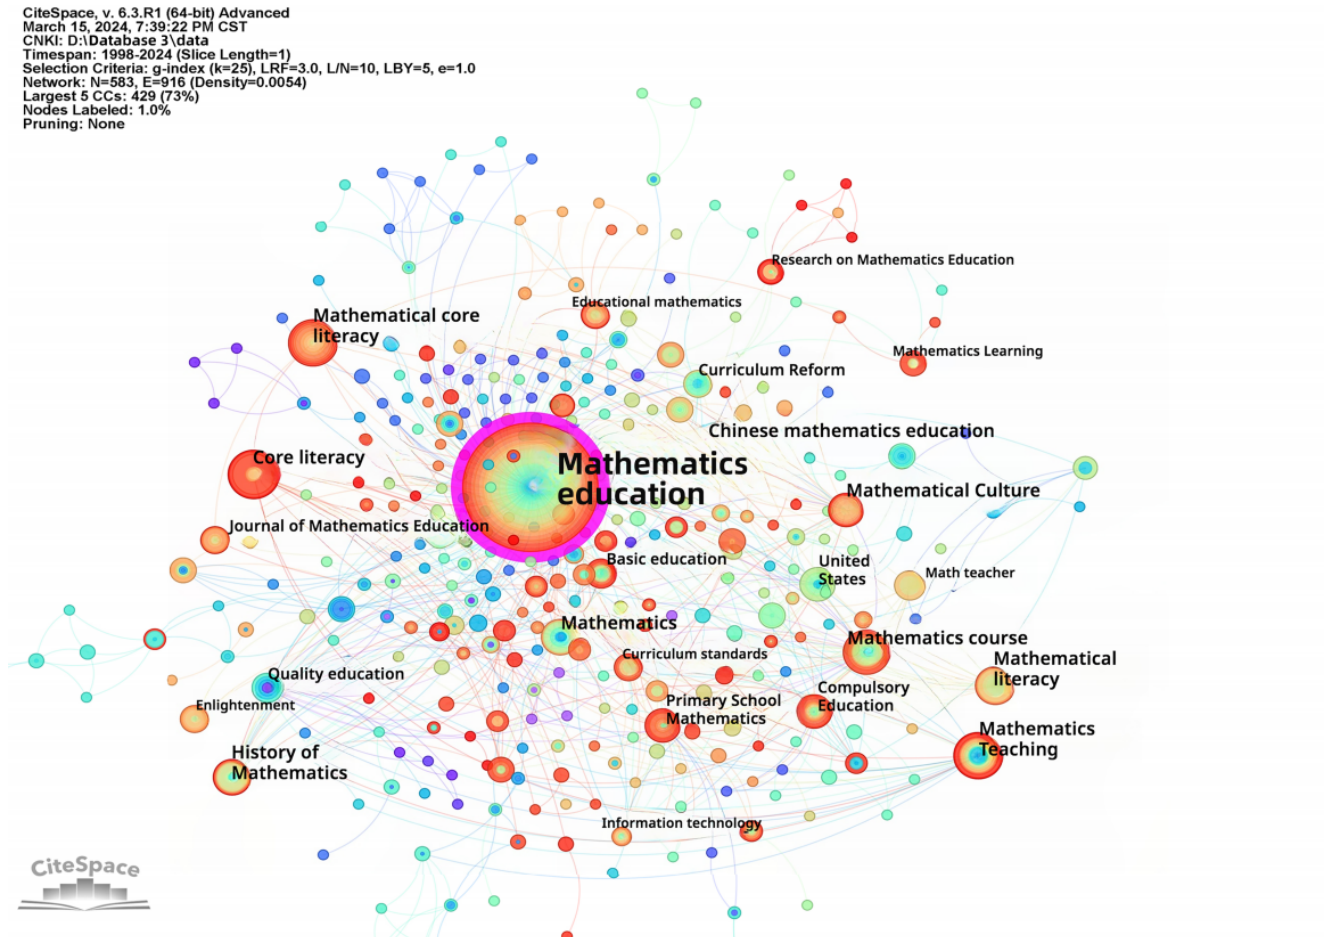 CiteSpace, v. 6.3.R1 (64-bit) Advanced
March 15, 2024, 7:39:22 PM CST
CNKI: D:\Database 3\data
Timespan: 1998-2024 (Slice Length=1)
Selection Criteria: g-index (k=25), LRF=3.0, L/N=10, LBY=5, e=1.0
Network: N=583, E=916 (Density=0.0054)
Largest 5 CCs: 429 (73%)
Nodes Labeled: 1.0%
Pruning: None
Research on Mathematics Education
Educational mathematics
Mathematical core
literacy
Mathematics Learning
Curriculum Reform
Chinese mathematics education
Core literacy
Mathematics
education
Mathematical Culture
Journal of Mathematics Education
Basic education
United
States
Math teacher
Mathematics
Mathematics course
Curriculum standards
Mathematical
literacy
Quality education
Enlightenment
Primary School
Mathematics
Compulsory
Education
Mathematics
Teaching
History of
Mathematics
Information technology
CiteSpace